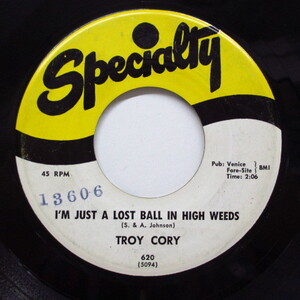 Specialty
45 RPM
Pub: Venice
Fore-Site
BMI
Time: 2:06
13606
I'M JUST A LOST BALL IN HIGH WEEDS
(S. & A. Johnson)
TROY CORY
620
(5094)